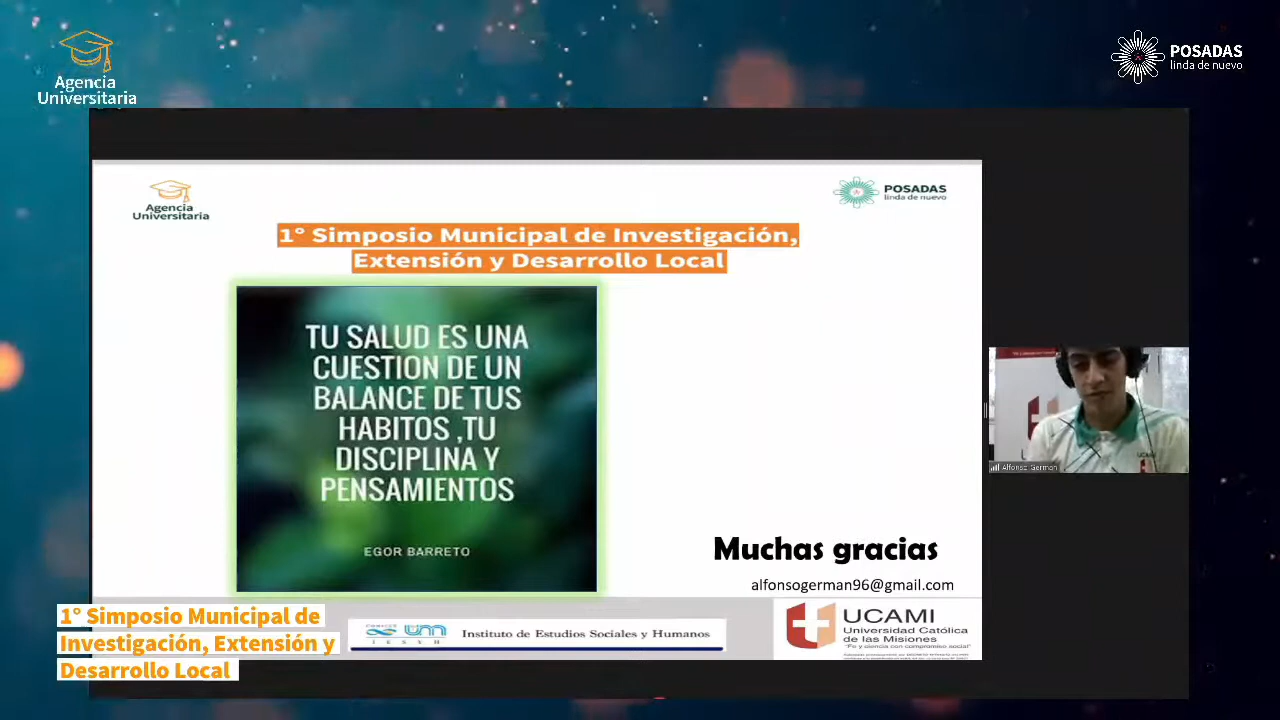 Agencia
Universitaria
POSADAS
linda de nuevo
Agencia
Universitaria
POSADAS
linda de nuevo
1° Simposio Municipal de Investigación,
Extensión y Desarrollo Local
TU SALUD ES UNA
CUESTION DE UN
BALANCE DE TUS
HABITOS ,TU
DISCIPLINA Y
PENSAMIENTOS
EGOR BARRETO
Muchas gracias
alfonsogerman96@gmail.com
Alfonso German
UCAMI
1° Simposio Municipal de
Investigación, Extensión y
Desarrollo Local
I E S Y H
Instituto de Estudios Sociales y Humanos
UCAMI
Universidad Católica
de las Misiones
"Fe y ciencia con compromiso social"